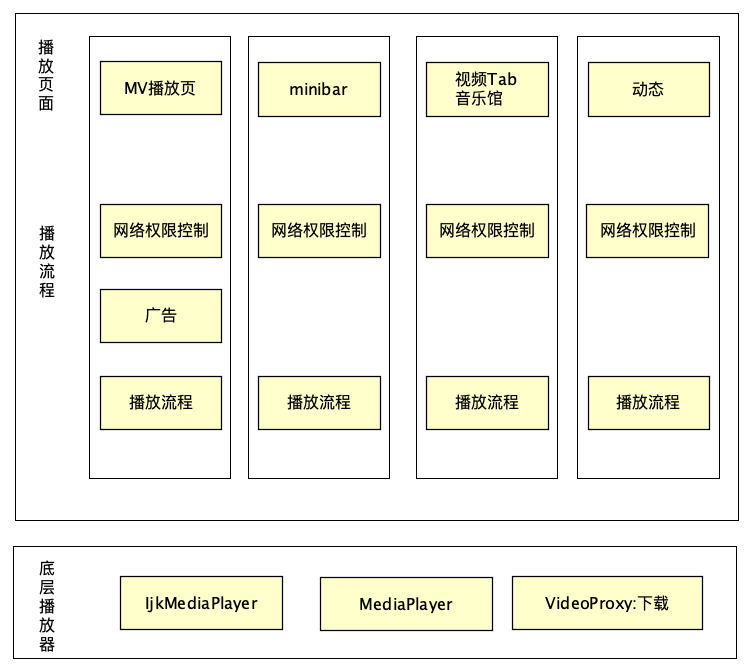 播放页面
MV播放页
minibar
视频Tab
音乐馆
动态
播放流程
网络权限控制
网络权限控制
网络权限控制
网络权限控制
广告
播放流程
播放流程
播放流程
播放流程
底层播放器
IjkMediaPlayer
MediaPlayer
VideoProxy:下载